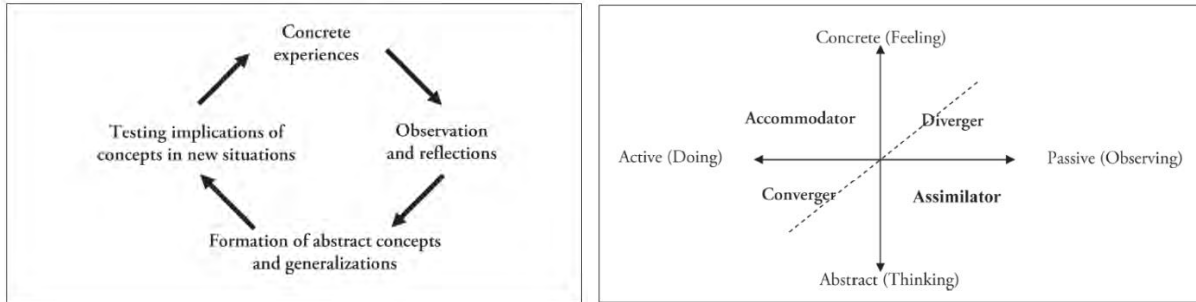 Concrete
experiences
Testing implications of
concepts in new situations
Observation
and reflections
Formation of abstract concepts
and generalizations
Concrete (Feeling)
Accommodator
Diverger
Active (Doing)
Passive (Observing)
Converger
Assimilator
Abstract (Thinking)